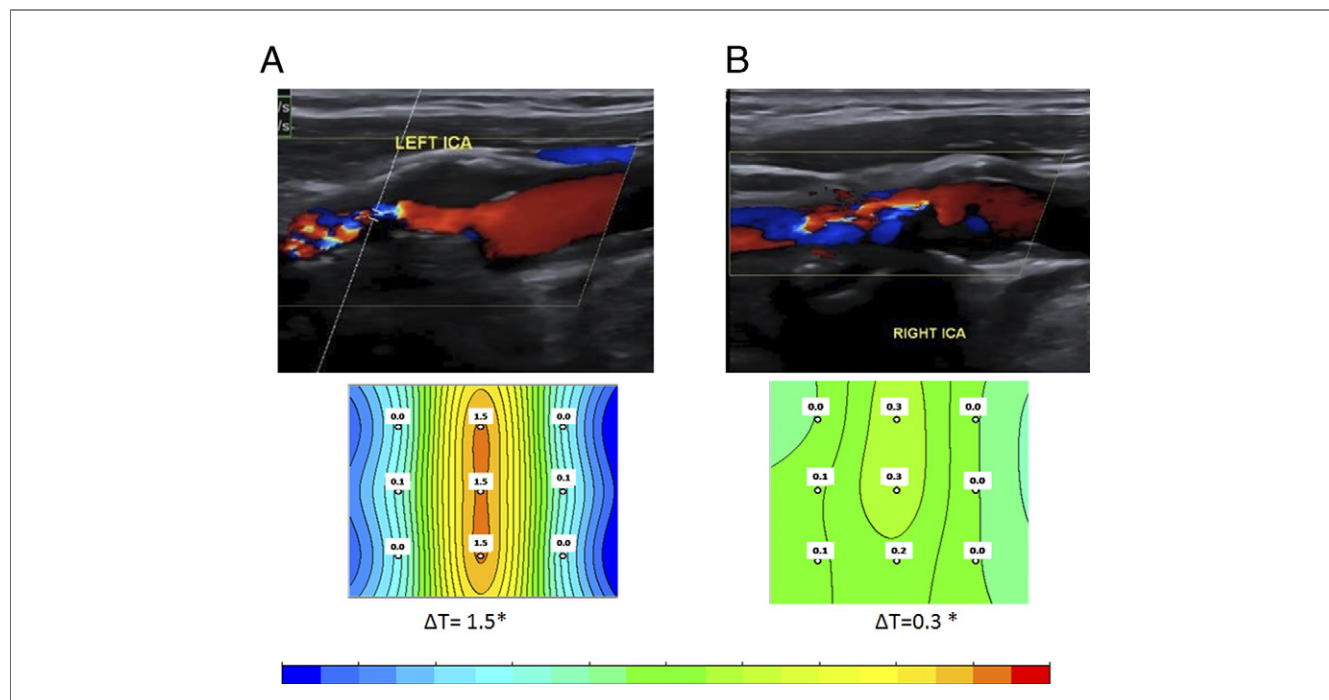 A
B
/s
/s.
LEFT ICA
RIGHT ICA
0.0 1.5 0.0
0.1 1.5 0.1
0.0 1.5 0.0
0.0 0.3 0.0
0.1 0.3 0.0
0.1 0.2 0.0
ΔT= 1.5*
ΔT=0.3 *